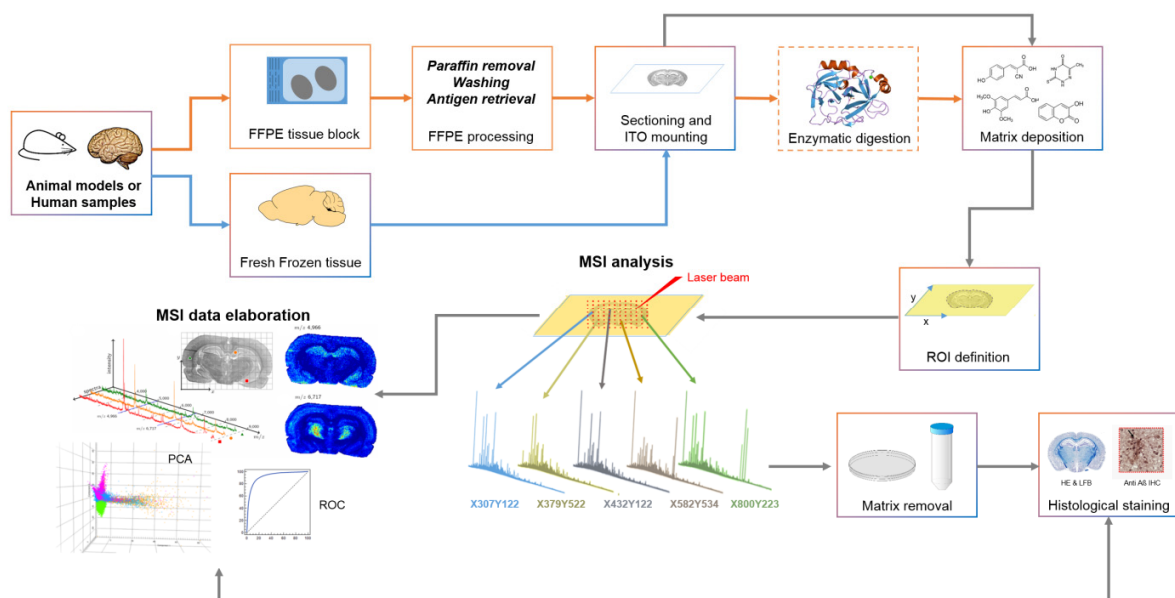 Animal models or
Human samples
FFPE tissue block
Paraffin removal
Washing
Antigen retrieval
FFPE processing
Sectioning and
ITO mounting
Enzymatic digestion
Matrix deposition
Fresh Frozen tissue
MSI analysis
Laser beam
y
x
ROI definition
MSI data elaboration
m/z 4,966
m/z 6,717
Intensity
PCA
ROC
X307Y122
X379Y522
X432Y122
X582Y534
X800Y223
Matrix removal
HE & LFB
Anti Aß IHC
Histological staining